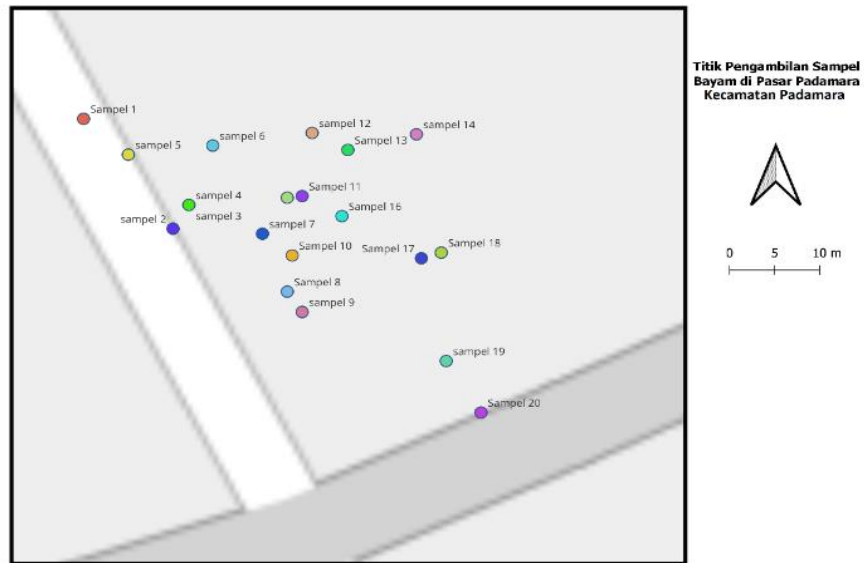 Titik Pengambilan Sampel
Bayam di Pasar Padamara
Kecamatan Padamara
0 5 10 m
Sampel 1
sampel 5
sampel 6
sampel 12
Sampel 13
sampel 14
sampel 4
sampel 3
sampel 2
Sampel 11
Sampel 16
sampel 7
Sampel 10
Sampel 17
Sampel 18
Sampel 8
sampel 9
sampel 19
Sampel 20